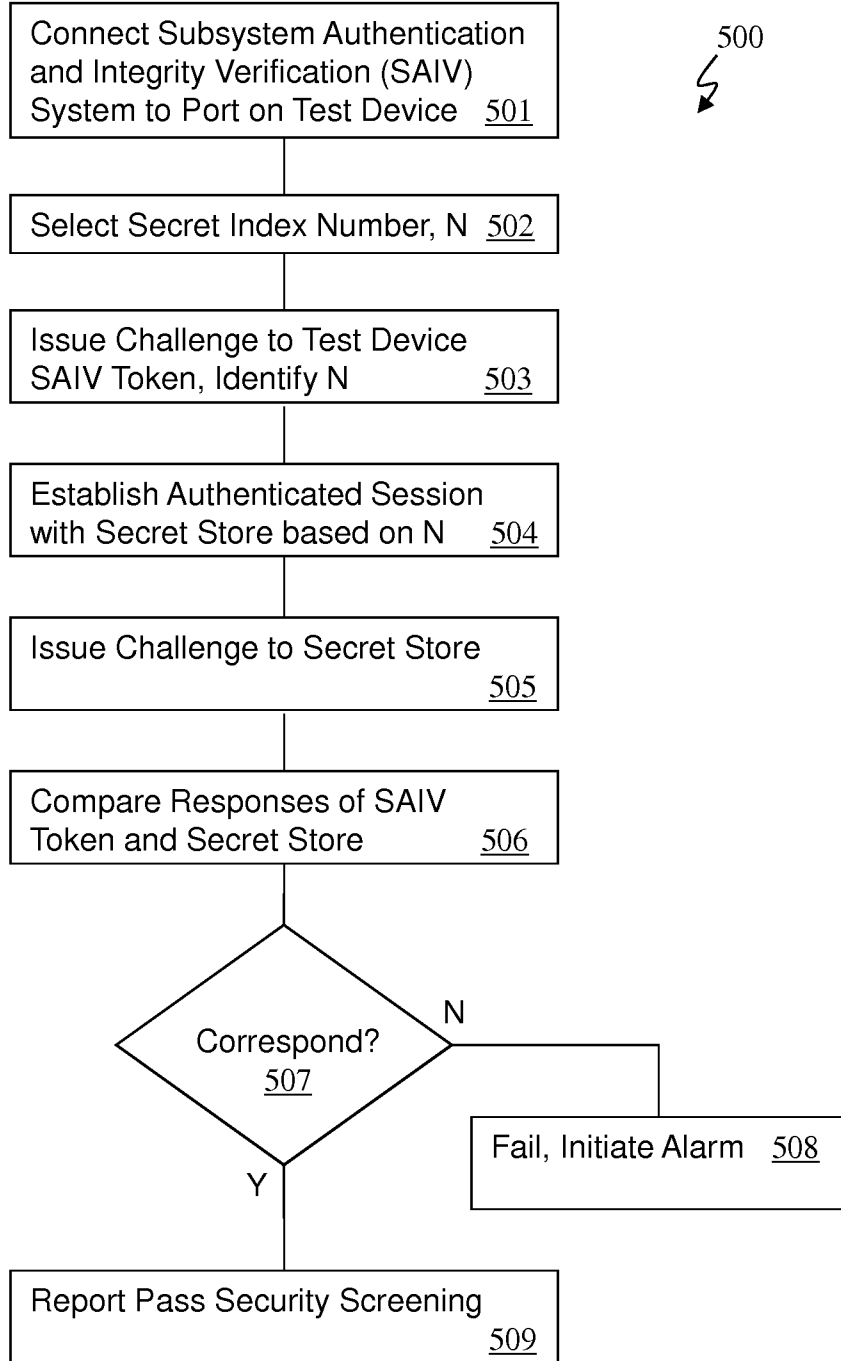 Connect Subsystem Authentication
and Integrity Verification (SAIV)
System to Port on Test Device 501
500
Select Secret Index Number, N 502
Issue Challenge to Test Device
SAIV Token, Identify N 503
Establish Authenticated Session
with Secret Store based on N 504
Issue Challenge to Secret Store
505
Compare Responses of SAIV
Token and Secret Store 506
Correspond?
507
N
Fail, Initiate Alarm 508
Y
Report Pass Security Screening
509